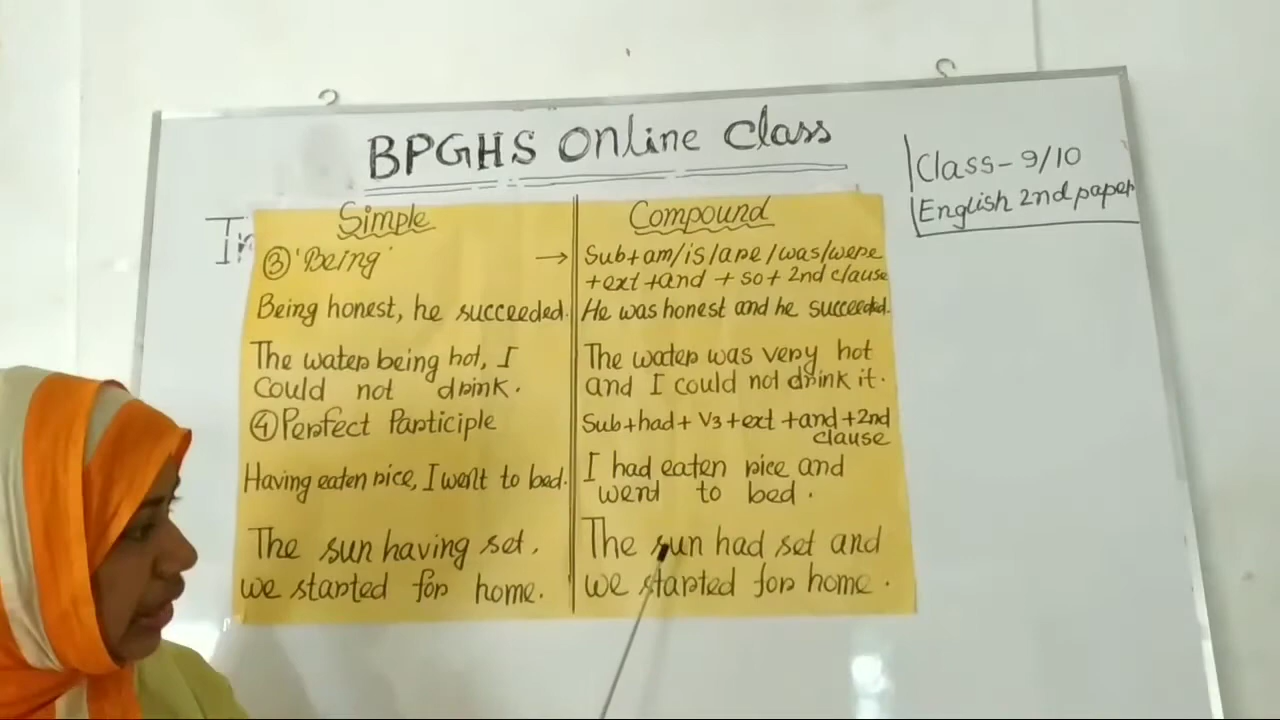 BPGHS Online Class
Class- 9/10
English 2nd paper
Simple
③ 'Being'
Being honest, he succeeded.
The water being hot, I
Could not drink.
④ Perfect Participle
Having eaten rice, I went to bed.
The sun having set,
we started for home.
Compound
→ Sub+am/is/are/was/were
+ext +and +so+ 2nd clause
He was honest and he succeeded.
The water was very hot
and I could not drink it.
Sub+had+ V3+ext +and+2nd
clause
I had eaten rice and
went to bed.
The sun had set and
we started for home.